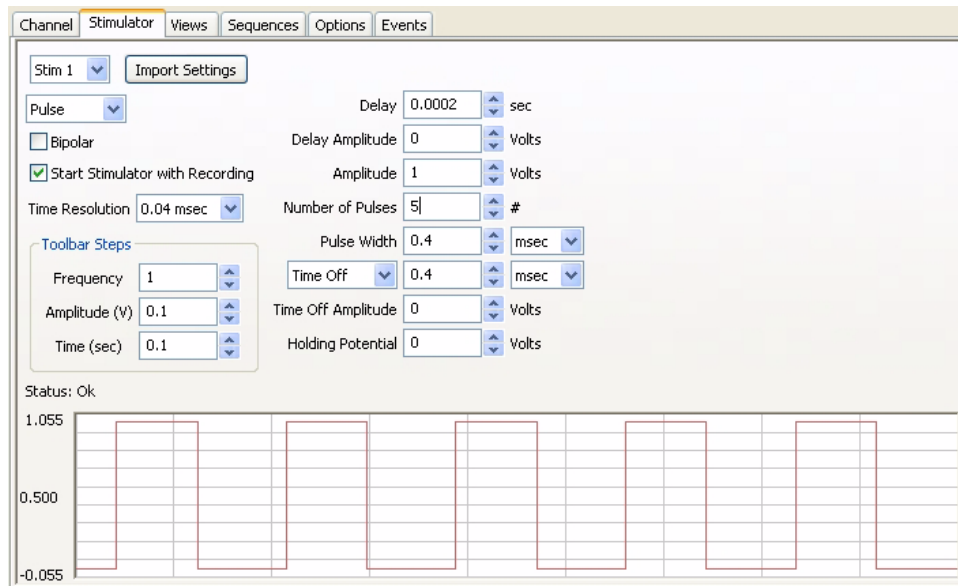 Channel Stimulator Views Sequences Options Events
Stim 1 Import Settings
Pulse
Bipolar
Start Stimulator with Recording
Time Resolution 0.04 msec
Toolbar Steps
Frequency 1
Amplitude (V) 0.1
Time (sec) 0.1
Delay 0.0002 sec
Delay Amplitude 0 Volts
Amplitude 1 Volts
Number of Pulses 5 #
Pulse Width 0.4 msec
Time Off 0.4 msec
Time Off Amplitude 0 Volts
Holding Potential 0 Volts
Status: Ok
1.055
0.500
-0.055